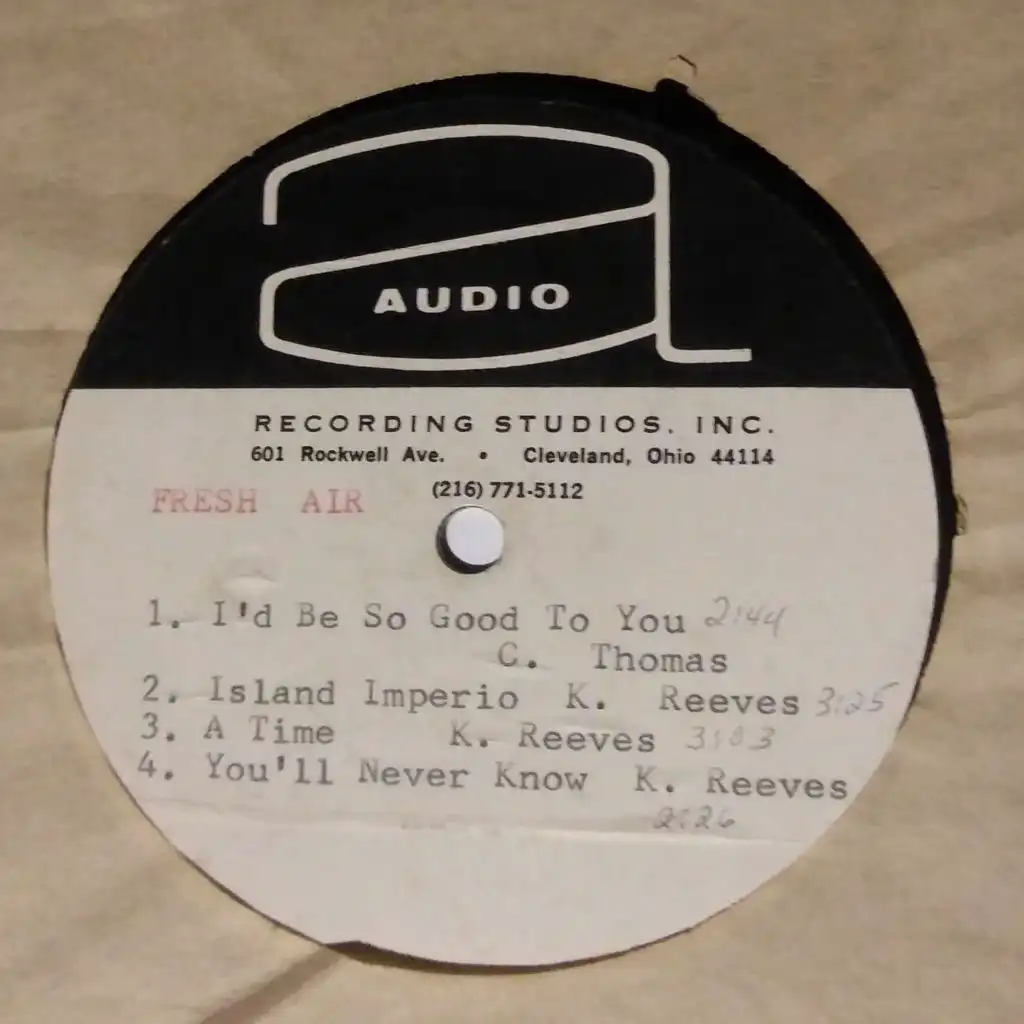 AUDIO
RECORDING STUDIOS, INC.
601 Rockwell Ave. • Cleveland, Ohio 44114
(216) 771-5112
FRESH AIR
1. I'd Be So Good To You 2:44
C. Thomas
2. Island Imperio K. Reeves 3:25
3. A Time K. Reeves 3:03
4. You'll Never Know K. Reeves
2:26